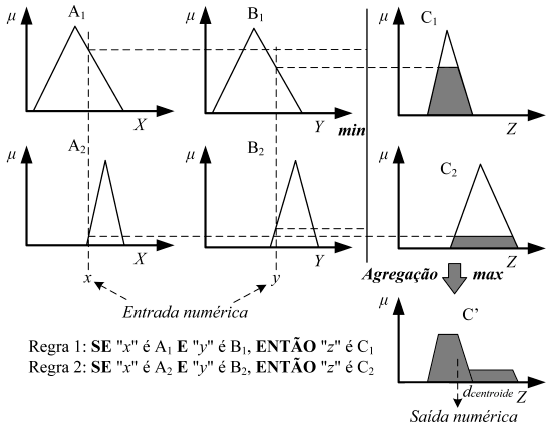 A₁ B₁ C₁
μ μ μ
X Y min Z
A₂ B₂ C₂
μ μ μ
X Y Z
x y Agregação max
Entrada numérica C'
μ
Regra 1: SE "x" é A₁ E "y" é B₁, ENTÃO "z" é C₁
Regra 2: SE "x" é A₂ E "y" é B₂, ENTÃO "z" é C₂
dcentroide Z
Saída numérica